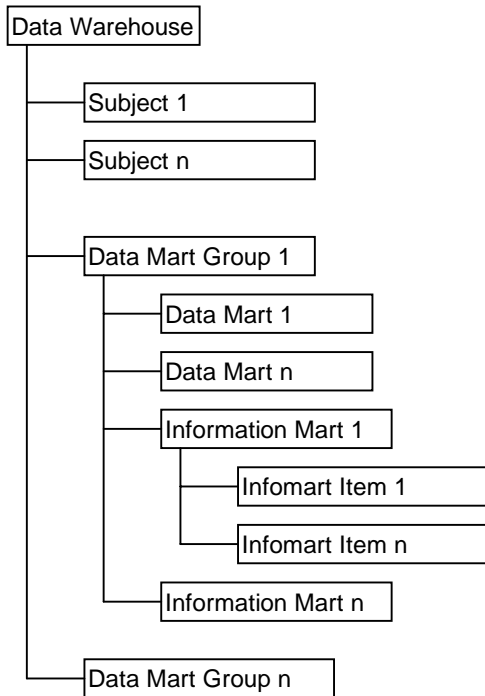 Data Warehouse
Subject 1
Subject n
Data Mart Group 1
Data Mart 1
Data Mart n
Information Mart 1
Infomart Item 1
Infomart Item n
Information Mart n
Data Mart Group n